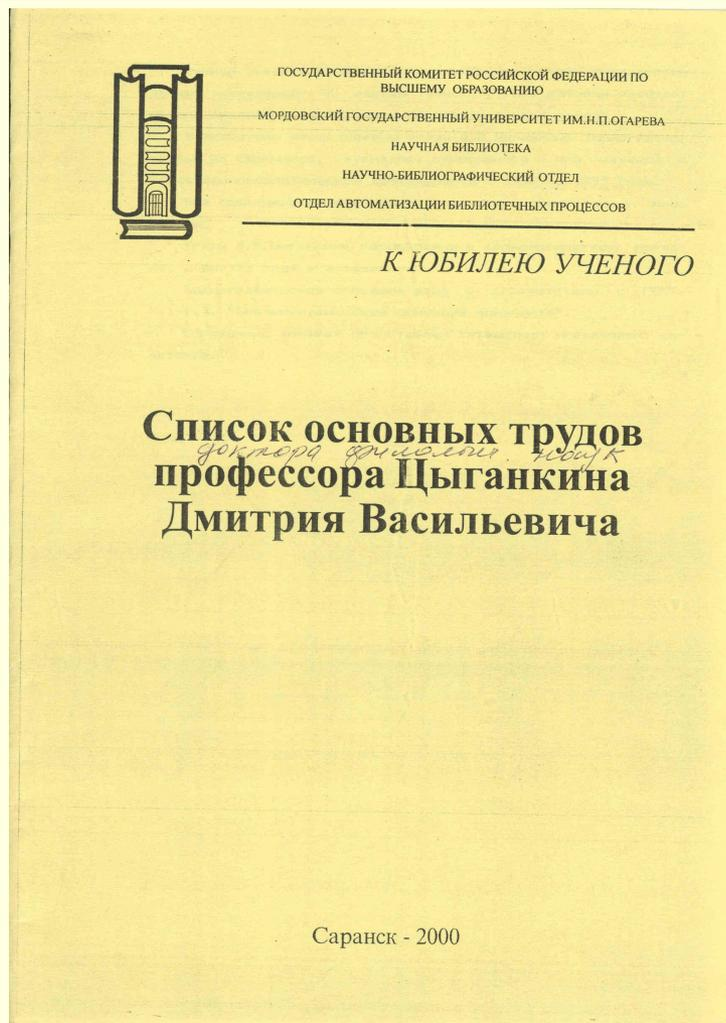 ГОСУДАРСТВЕННЫЙ КОМИТЕТ РОССИЙСКОЙ ФЕДЕРАЦИИ ПО
ВЫСШЕМУ ОБРАЗОВАНИЮ
МОРДОВСКИЙ ГОСУДАРСТВЕННЫЙ УНИВЕРСИТЕТ ИМ.Н.П.ОГАРЕВА
НАУЧНАЯ БИБЛИОТЕКА
НАУЧНО-БИБЛИОГРАФИЧЕСКИЙ ОТДЕЛ
ОТДЕЛ АВТОМАТИЗАЦИИ БИБЛИОТЕЧНЫХ ПРОЦЕССОВ
К ЮБИЛЕЮ УЧЕНОГО
Список основных трудов
доктора филолог. наук
профессора Цыганкина
Дмитрия Васильевича
Саранск - 2000